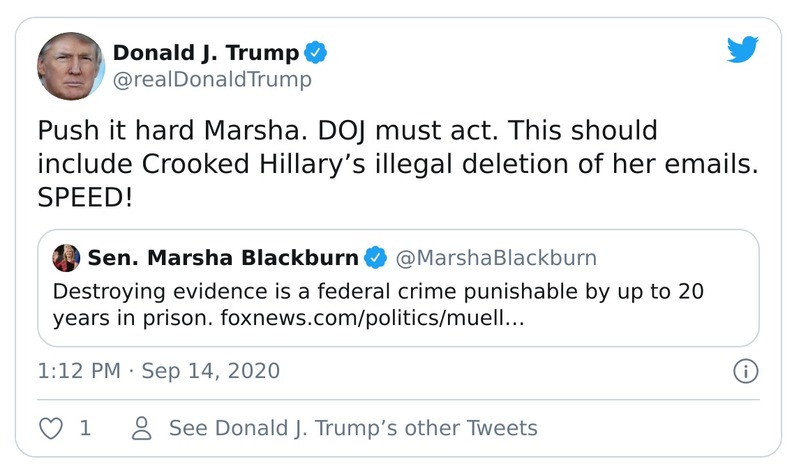 Donald J. Trump
@realDonaldTrump
Push it hard Marsha. DOJ must act. This should
include Crooked Hillary’s illegal deletion of her emails.
SPEED!
Sen. Marsha Blackburn @MarshaBlackburn
Destroying evidence is a federal crime punishable by up to 20
years in prison. foxnews.com/politics/muell…
1:12 PM · Sep 14, 2020
1 See Donald J. Trump’s other Tweets